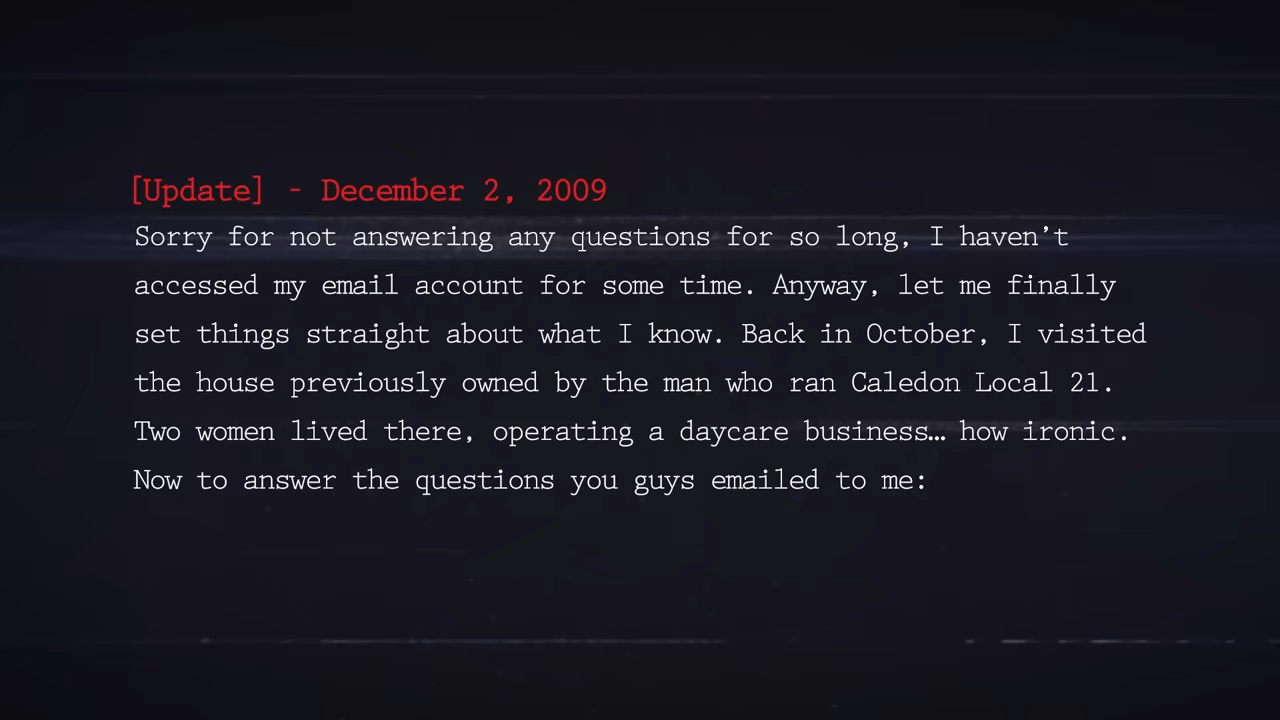 [Update] - December 2, 2009
Sorry for not answering any questions for so long, I haven’t
accessed my email account for some time. Anyway, let me finally
set things straight about what I know. Back in October, I visited
the house previously owned by the man who ran Caledon Local 21.
Two women lived there, operating a daycare business… how ironic.
Now to answer the questions you guys emailed to me: